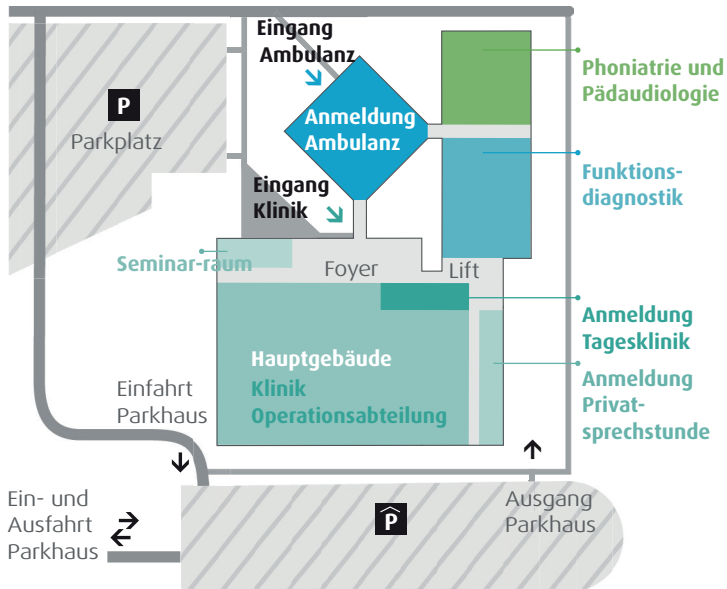 Eingang
Ambulanz
P
Parkplatz
Anmeldung
Ambulanz
Phoniatrie und
Pädaudiologie
Eingang
Klinik
Funktions-
diagnostik
Seminar-raum
Foyer
Lift
Anmeldung
Tagesklinik
Hauptgebäude
Klinik
Operationsabteilung
Anmeldung
Privat-
sprechstunde
Einfahrt
Parkhaus
Ein- und
Ausfahrt
Parkhaus
P
Ausgang
Parkhaus